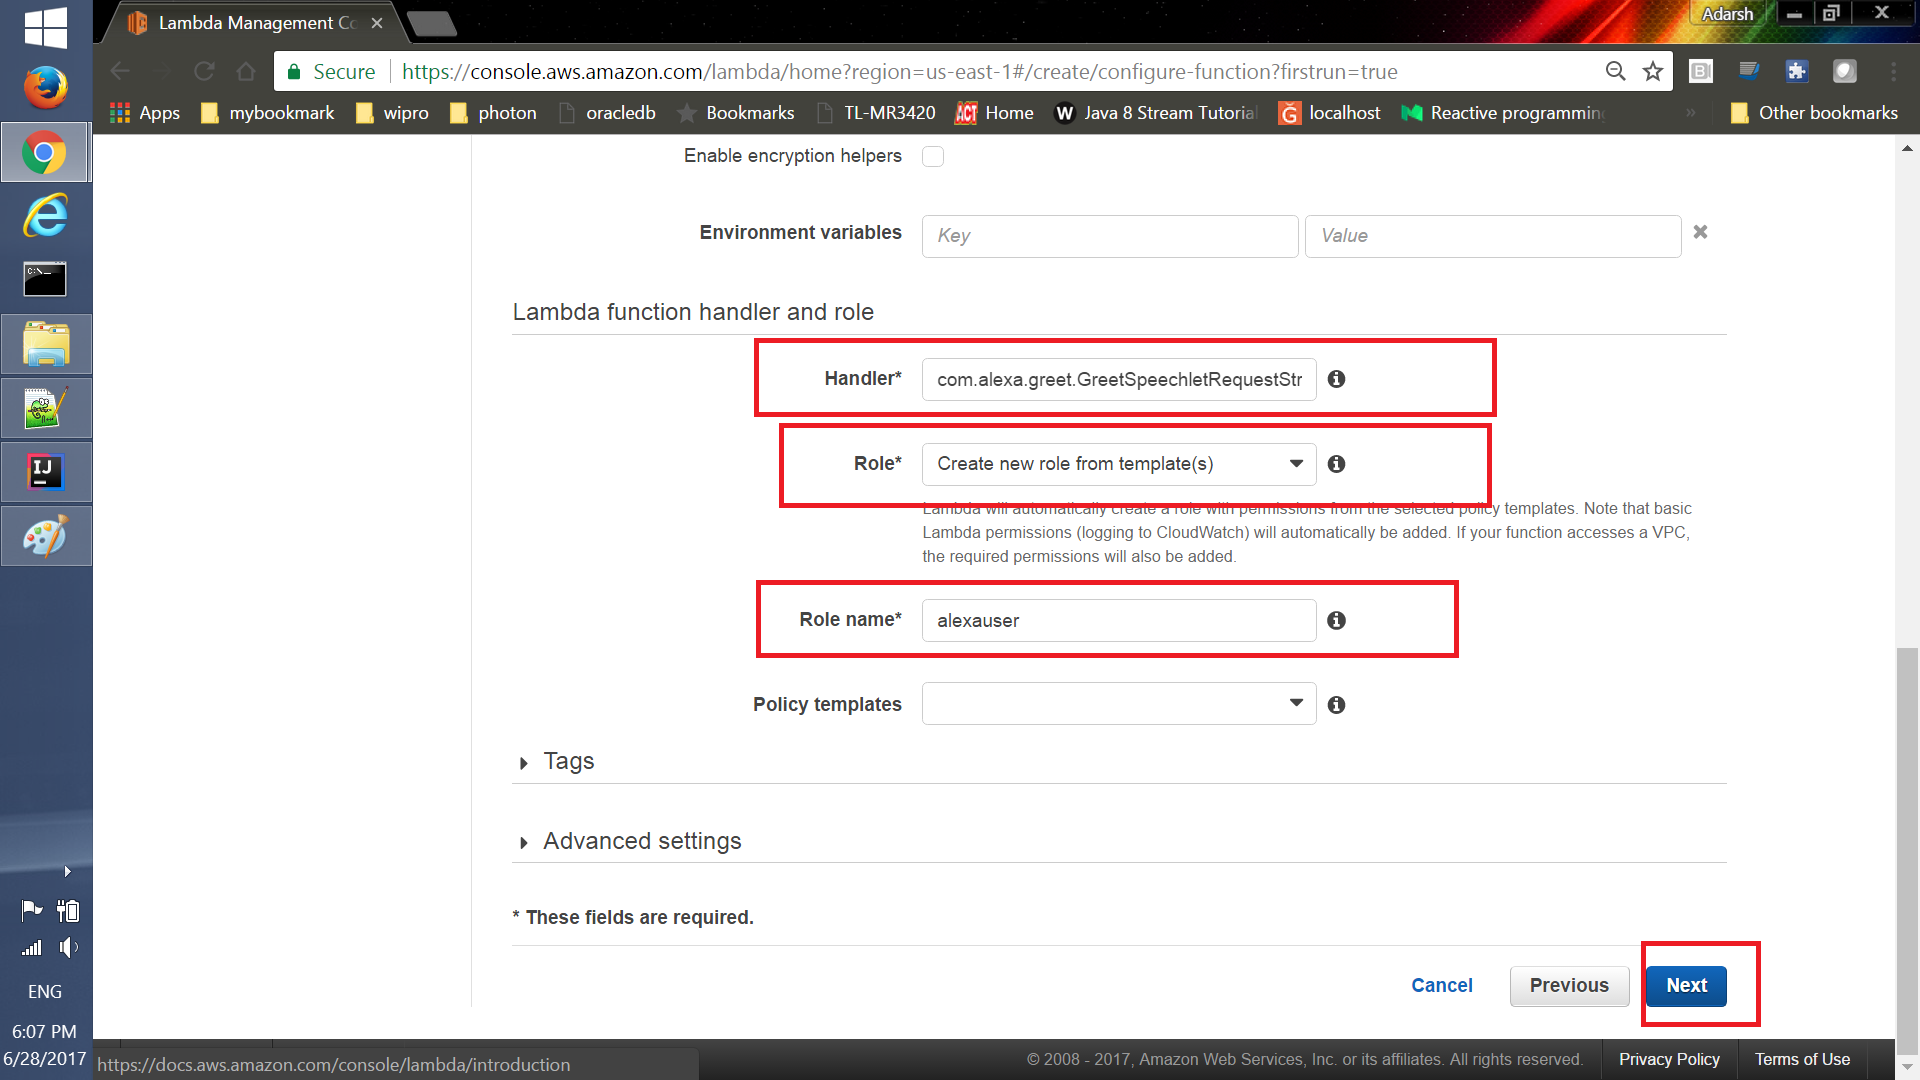 Lambda Management Co
Adarsh
Secure
https://console.aws.amazon.com/lambda/home?region=us-east-1#/create/configure-function?firstrun=true
Apps
mybookmark
wipro
photon
oracledb
Bookmarks
TL-MR3420
ACT
Home
W
Java 8 Stream Tutorial
localhost
Reactive programming
»
Other bookmarks
Enable encryption helpers
Environment variables
Key
Value
Lambda function handler and role
Handler*
com.alexa.greet.GreetSpeechletRequestStr
Role*
Create new role from template(s)
Lambda will automatically create a role with permissions from the selected policy templates. Note that basic
Lambda permissions (logging to CloudWatch) will automatically be added. If your function accesses a VPC,
the required permissions will also be added.
Role name*
alexauser
Policy templates
Tags
Advanced settings
* These fields are required.
Cancel
Previous
Next
https://docs.aws.amazon.com/console/lambda/introduction
© 2008 - 2017, Amazon Web Services, Inc. or its affiliates. All rights reserved.
Privacy Policy
Terms of Use
C:\
IJ
ENG
6:07 PM
6/28/2017